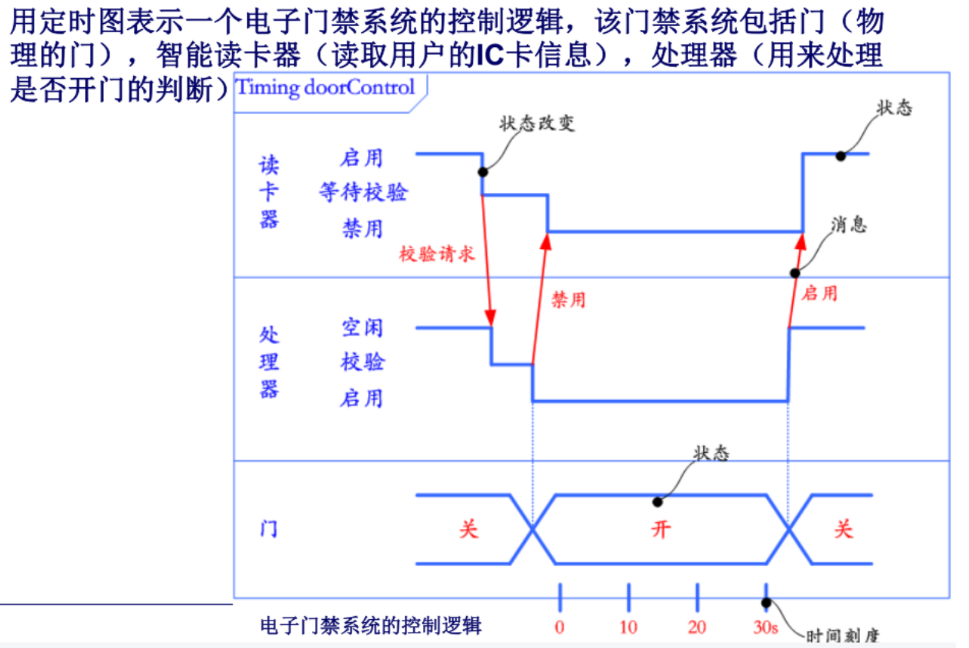 用定时图表示一个电子门禁系统的控制逻辑，该门禁系统包括门（物
理的门），智能读卡器（读取用户的IC卡信息），处理器（用来处理
是否开门的判断）
Timing doorControl
状态改变
状态
读卡器
启用
等待校验
禁用
校验请求
禁用
消息
启用
处理器
空闲
校验
启用
状态
门
关
开
关
0 10 20 30s
时间刻度
电子门禁系统的控制逻辑